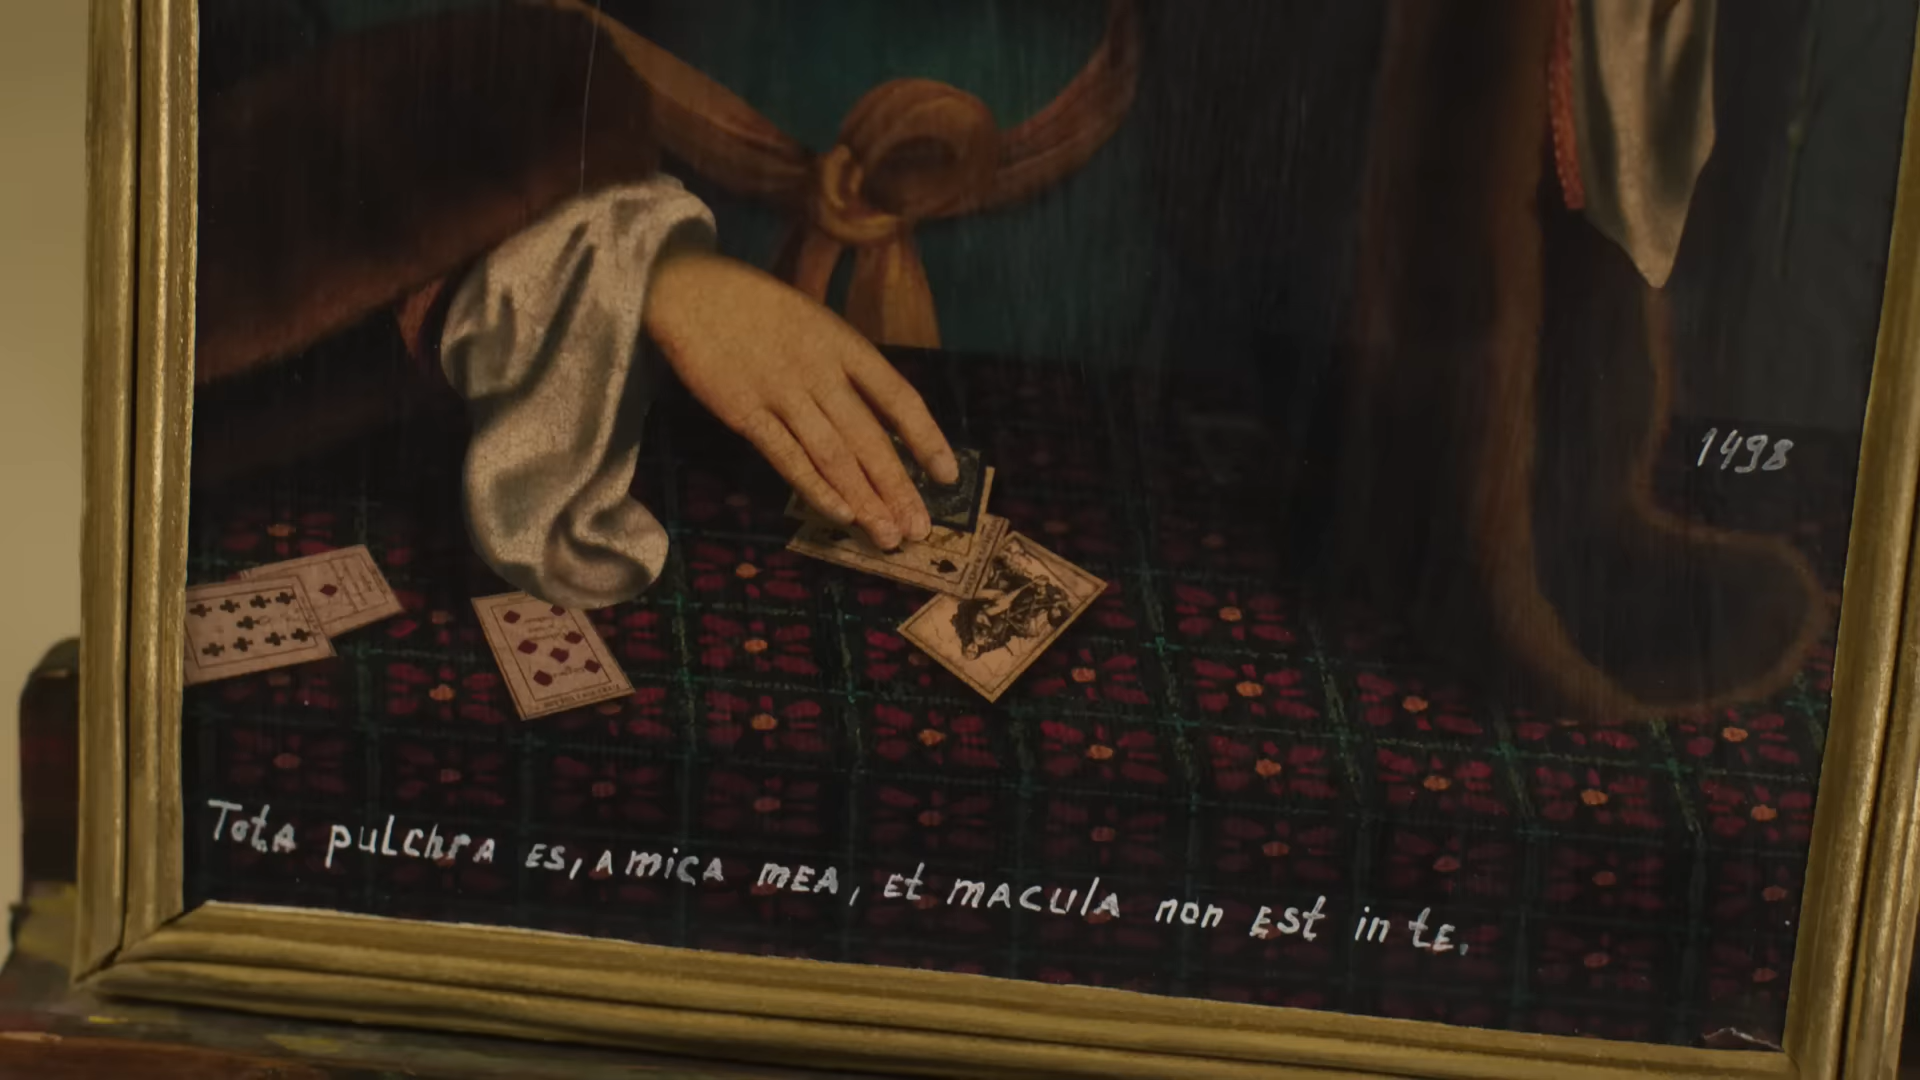 1498
Tota pulchra es, amica mea, et macula non est in te.